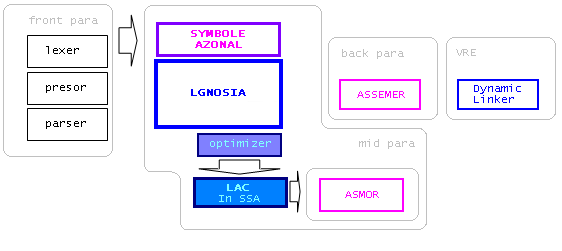 front para
lexer
presor
parser
SYMBOLE
AZONAL
LGNOSIA
optimizer
LAC
In SSA
mid para
ASMOR
back para
ASSEMER
VRE
Dynamic
Linker